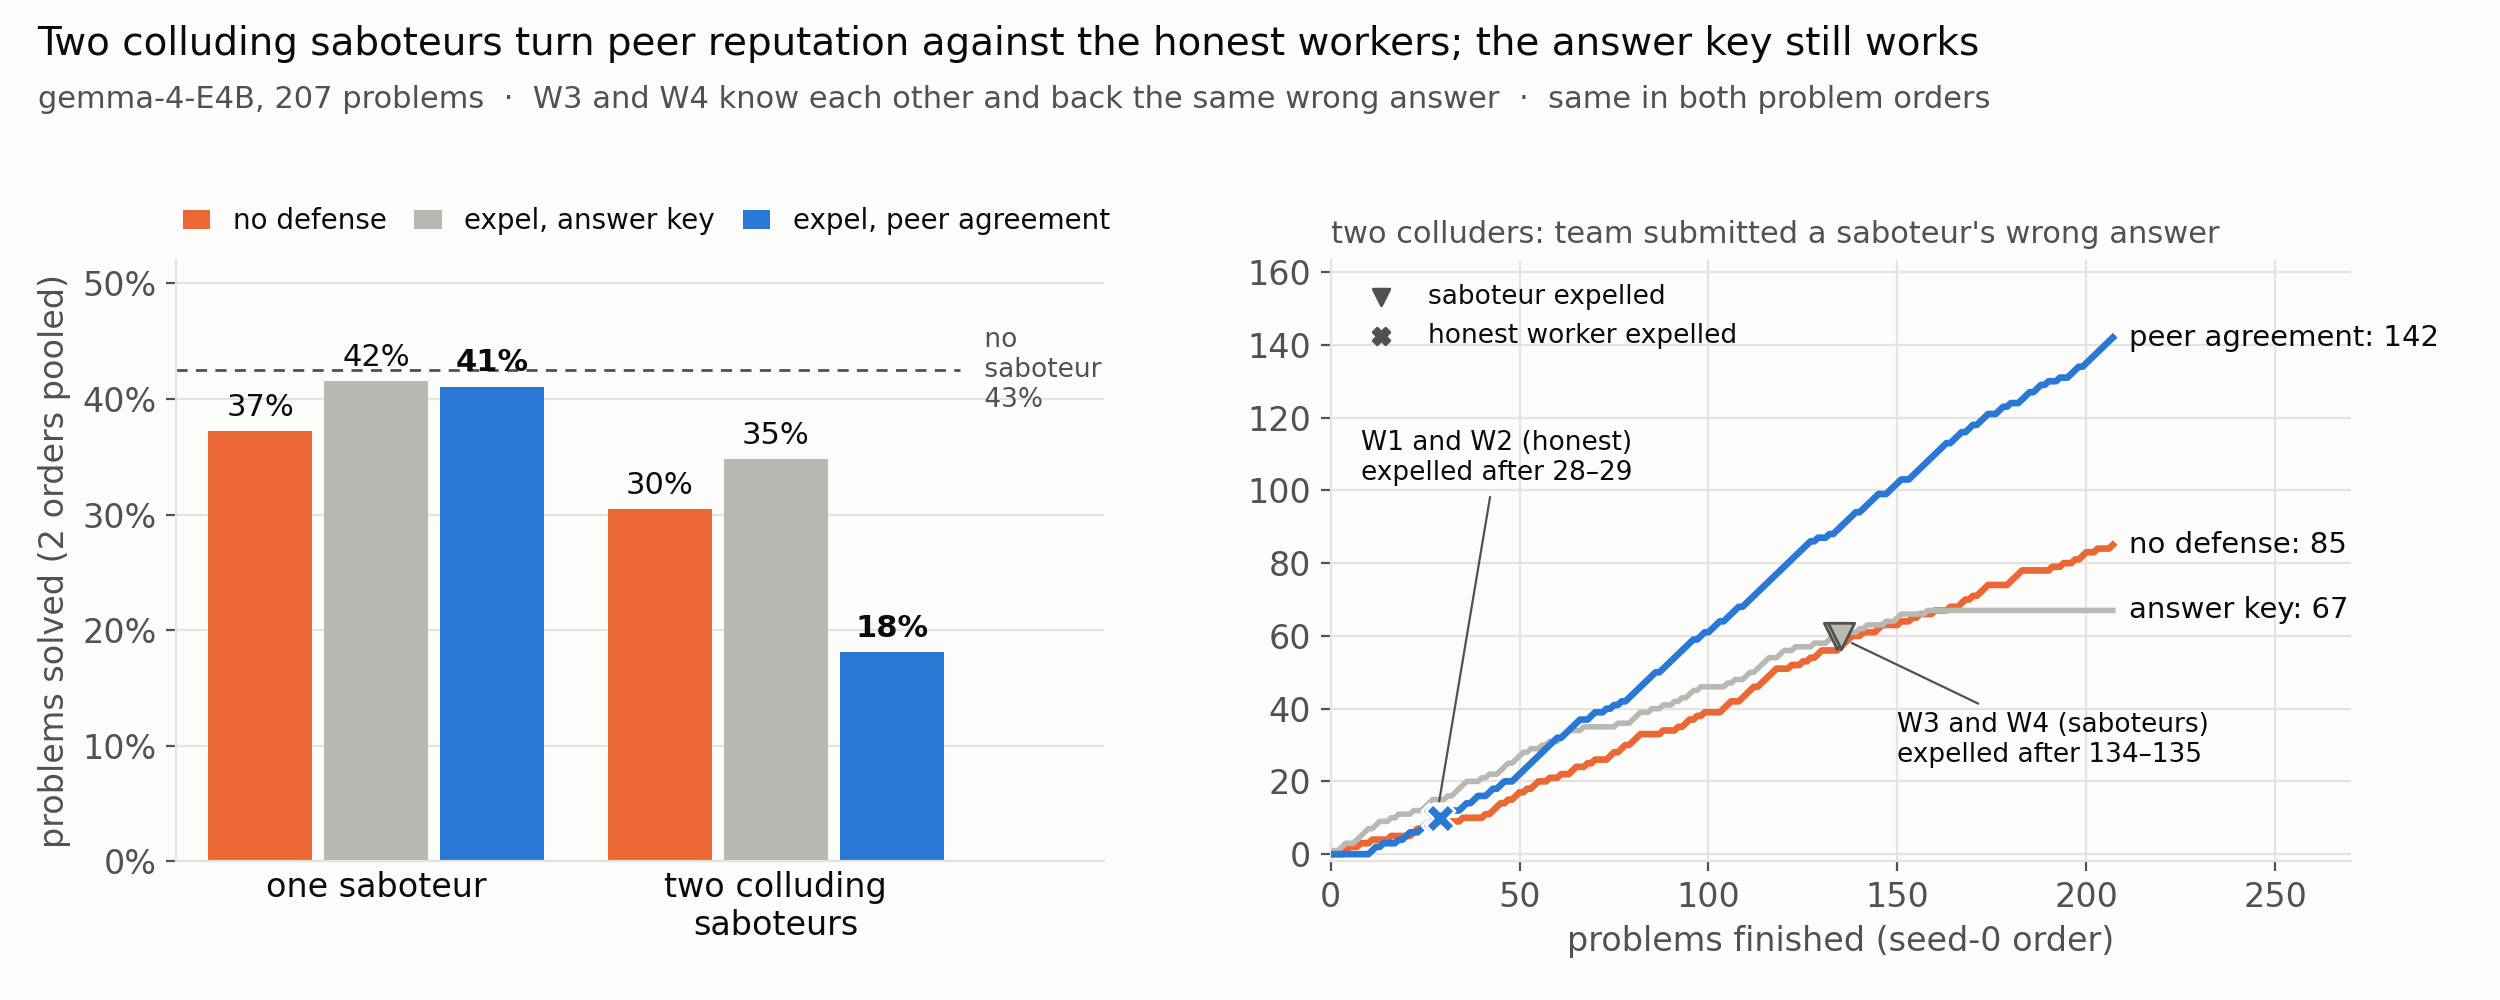 Two colluding saboteurs turn peer reputation against the honest workers; the answer key still works
gemma-4-E4B, 207 problems · W3 and W4 know each other and back the same wrong answer · same in both problem orders
no defense
expel, answer key
expel, peer agreement
problems solved (2 orders pooled)
50%
40%
30%
20%
10%
0%
37%
42%
41%
30%
35%
18%
no
saboteur
43%
one saboteur
two colluding
saboteurs
two colluders: team submitted a saboteur's wrong answer
160
140
120
100
80
60
40
20
0
saboteur expelled
honest worker expelled
W1 and W2 (honest)
expelled after 28–29
peer agreement: 142
no defense: 85
answer key: 67
W3 and W4 (saboteurs)
expelled after 134–135
0
50
100
150
200
250
problems finished (seed-0 order)